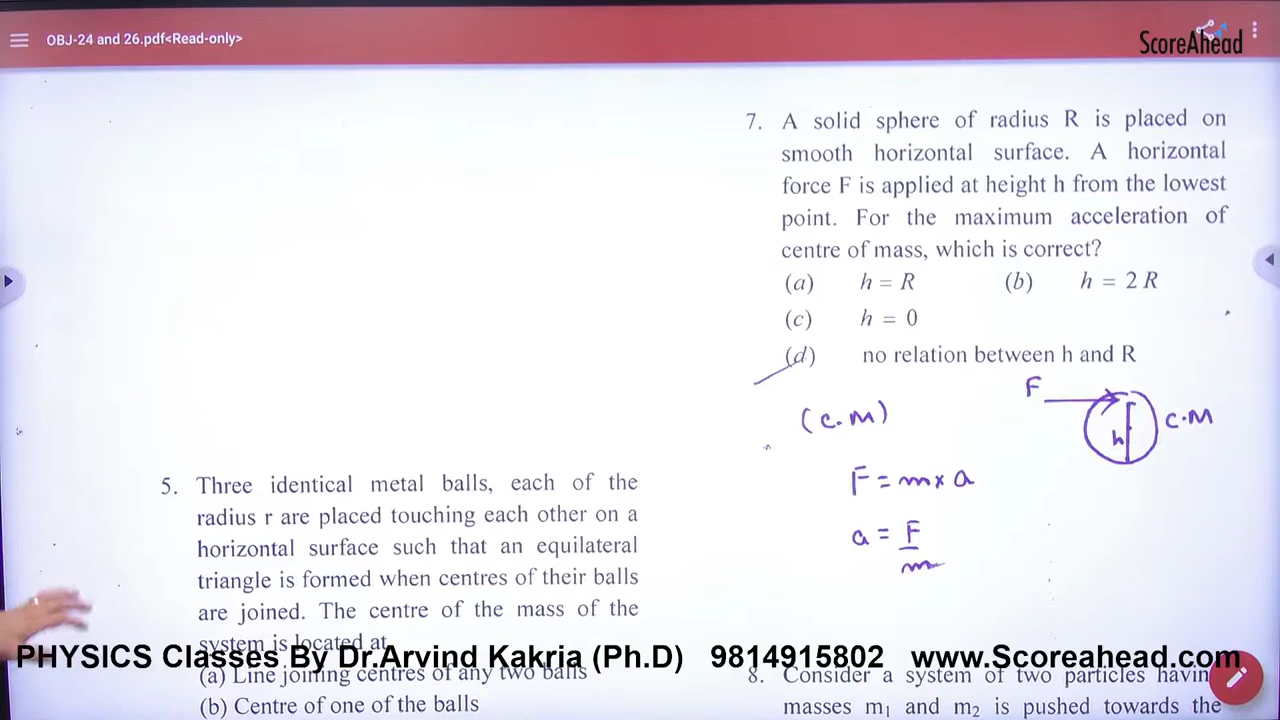 OBJ-24 and 26.pdf<Read-only>
ScoreAhead
7. A solid sphere of radius R is placed on
smooth horizontal surface. A horizontal
force F is applied at height h from the lowest
point. For the maximum acceleration of
centre of mass, which is correct?
(a) h = R (b) h = 2 R
(c) h = 0
(d) no relation between h and R
F
(C.M)
h
C.M
F = m x a
a = F
m
5. Three identical metal balls, each of the
radius r are placed touching each other on a
horizontal surface such that an equilateral
triangle is formed when centres of their balls
are joined. The centre of the mass of the
system is located at
(a) Line joining centres of any two balls
(b) Centre of one of the balls
PHYSICS Classes By Dr.Arvind Kakria (Ph.D) 9814915802 www.Scoreahead.com
8. Consider a system of two particles having
masses m₁ and m₂ is pushed towards the